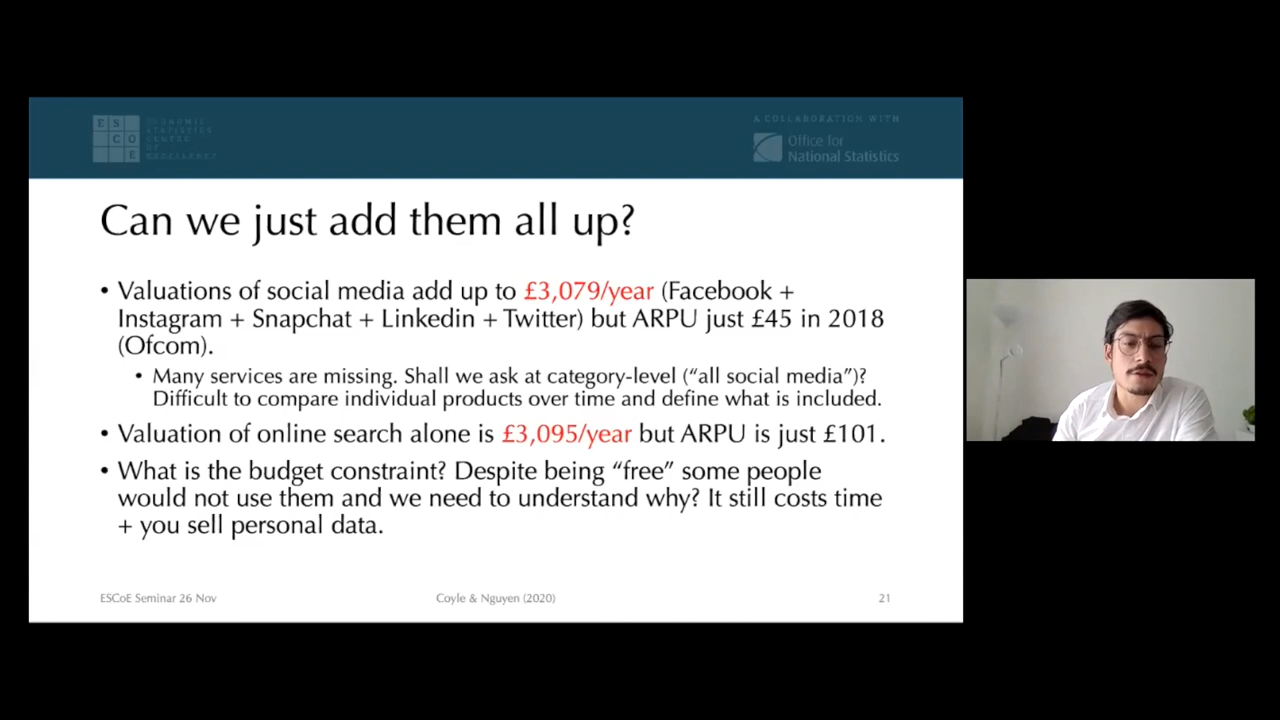 E S
C O
E
ECONOMIC
STATISTICS
CENTRE
OF
EXCELLENCE
A COLLABORATION WITH
Office for
National Statistics
Can we just add them all up?
• Valuations of social media add up to £3,079/year (Facebook +
Instagram + Snapchat + Linkedin + Twitter) but ARPU just £45 in 2018
(Ofcom).
• Many services are missing. Shall we ask at category-level (“all social media”)?
Difficult to compare individual products over time and define what is included.
• Valuation of online search alone is £3,095/year but ARPU is just £101.
• What is the budget constraint? Despite being “free” some people
would not use them and we need to understand why? It still costs time
+ you sell personal data.
ESCoE Seminar 26 Nov
Coyle & Nguyen (2020)
21